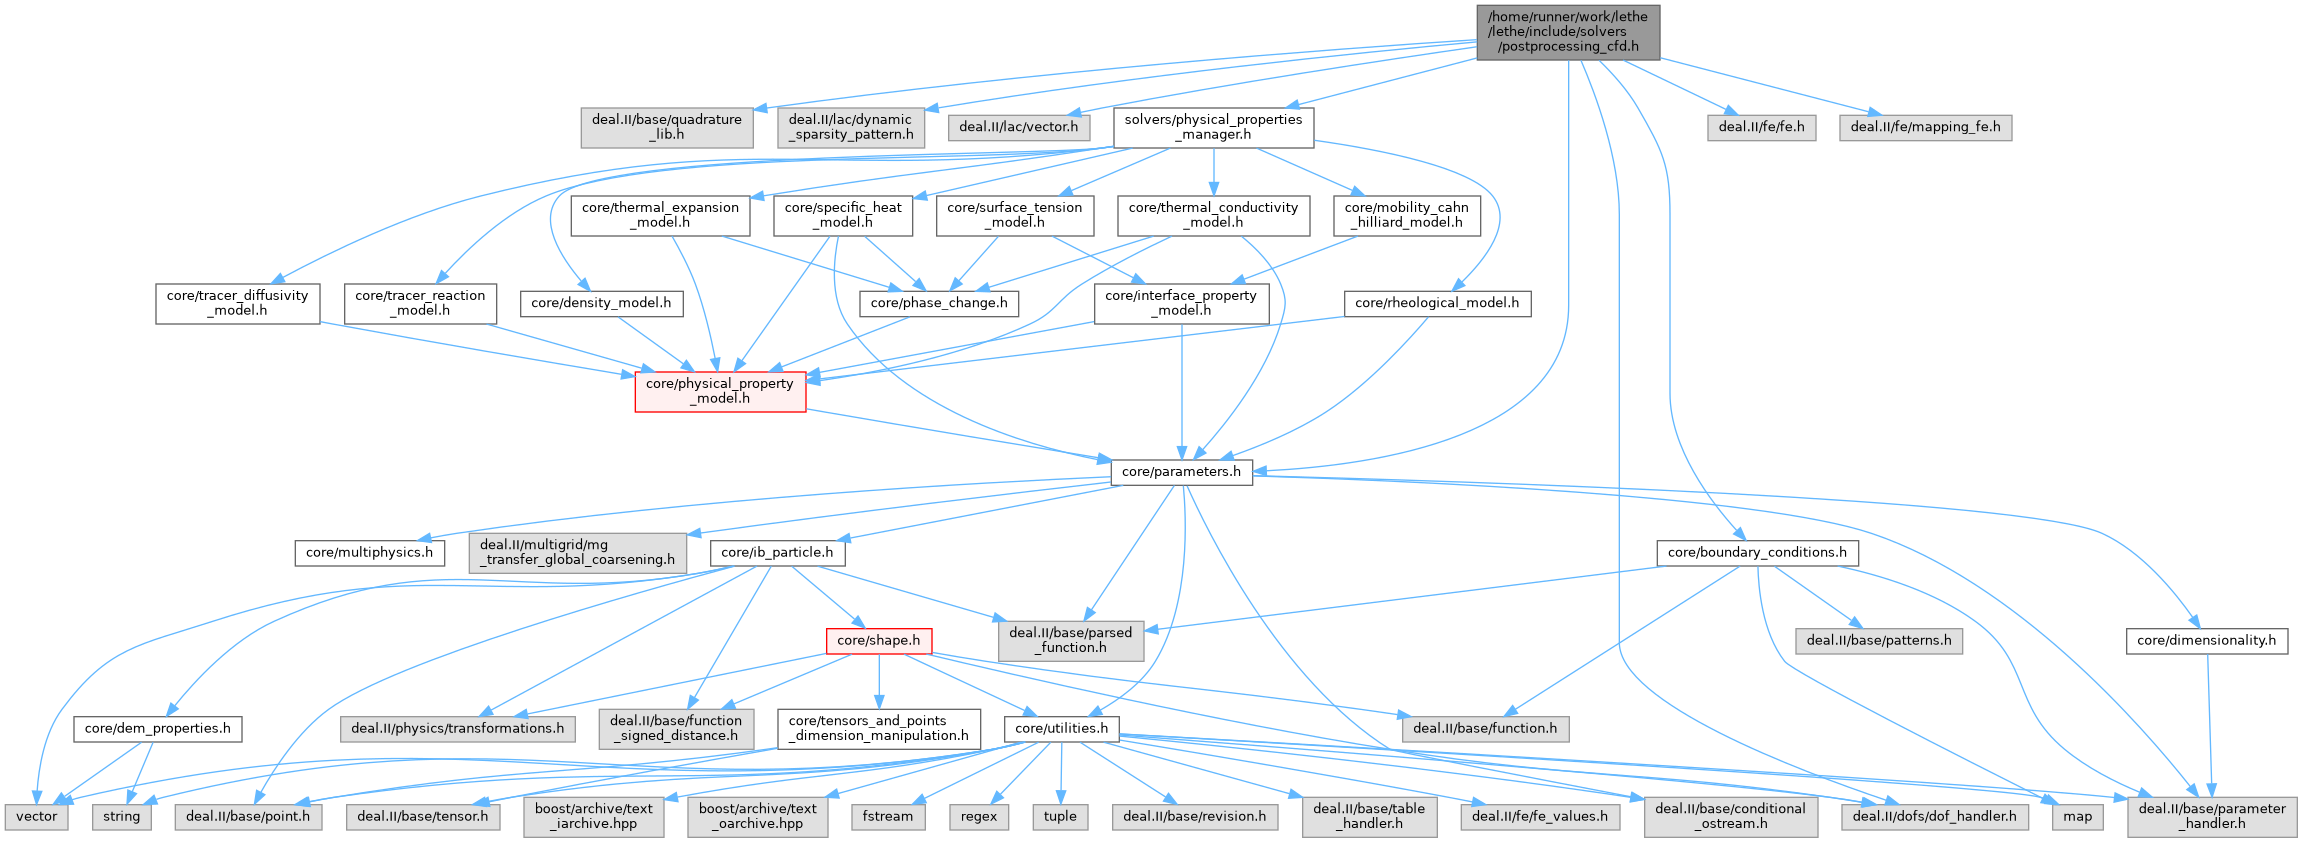 /home/runner/work/lethe
/lethe/include/solvers
/postprocessing_cfd.h
deal.II/base/quadrature
_lib.h
deal.II/lac/dynamic
_sparsity_pattern.h
deal.II/lac/vector.h
solvers/physical_properties
_manager.h
deal.II/fe/fe.h
deal.II/fe/mapping_fe.h
core/thermal_expansion
_model.h
core/specific_heat
_model.h
core/surface_tension
_model.h
core/thermal_conductivity
_model.h
core/mobility_cahn
_hilliard_model.h
core/tracer_diffusivity
_model.h
core/tracer_reaction
_model.h
core/density_model.h
core/phase_change.h
core/interface_property
_model.h
core/rheological_model.h
core/physical_property
_model.h
core/parameters.h
core/multiphysics.h
deal.II/multigrid/mg
_transfer_global_coarsening.h
core/ib_particle.h
core/boundary_conditions.h
core/shape.h
deal.II/base/parsed
_function.h
deal.II/base/patterns.h
core/dimensionality.h
core/dem_properties.h
deal.II/physics/transformations.h
deal.II/base/function
_signed_distance.h
core/tensors_and_points
_dimension_manipulation.h
core/utilities.h
deal.II/base/function.h
vector
string
deal.II/base/point.h
deal.II/base/tensor.h
boost/archive/text
_iarchive.hpp
boost/archive/text
_oarchive.hpp
fstream
regex
tuple
deal.II/base/revision.h
deal.II/base/table
_handler.h
deal.II/fe/fe_values.h
deal.II/base/conditional
_ostream.h
deal.II/dofs/dof_handler.h
map
deal.II/base/parameter
_handler.h